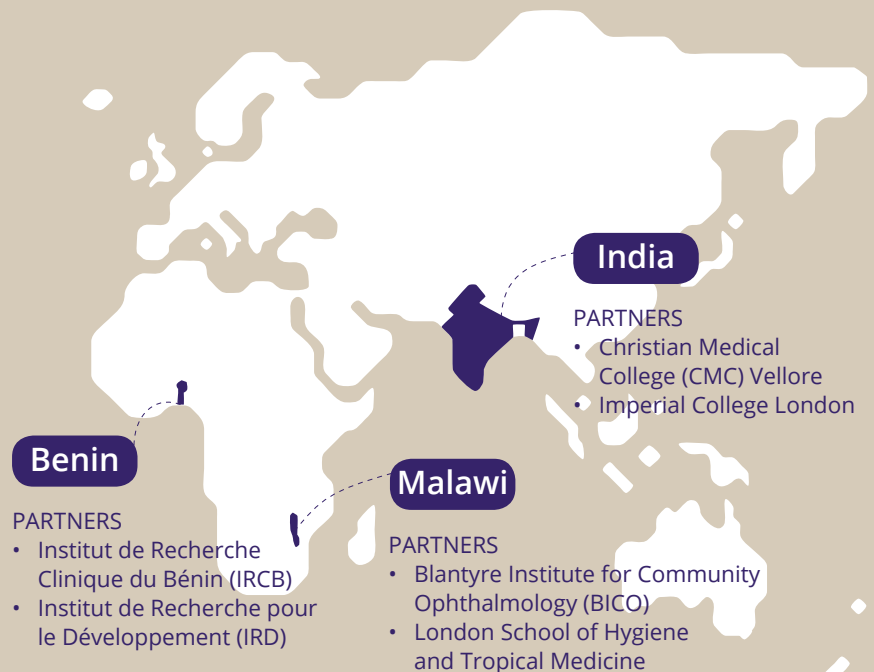 India
PARTNERS
• Christian Medical
College (CMC) Vellore
• Imperial College London
Benin
PARTNERS
• Institut de Recherche
Clinique du Bénin (IRCB)
• Institut de Recherche pour
le Développement (IRD)
Malawi
PARTNERS
• Blantyre Institute for Community
Ophthalmology (BICO)
• London School of Hygiene
and Tropical Medicine